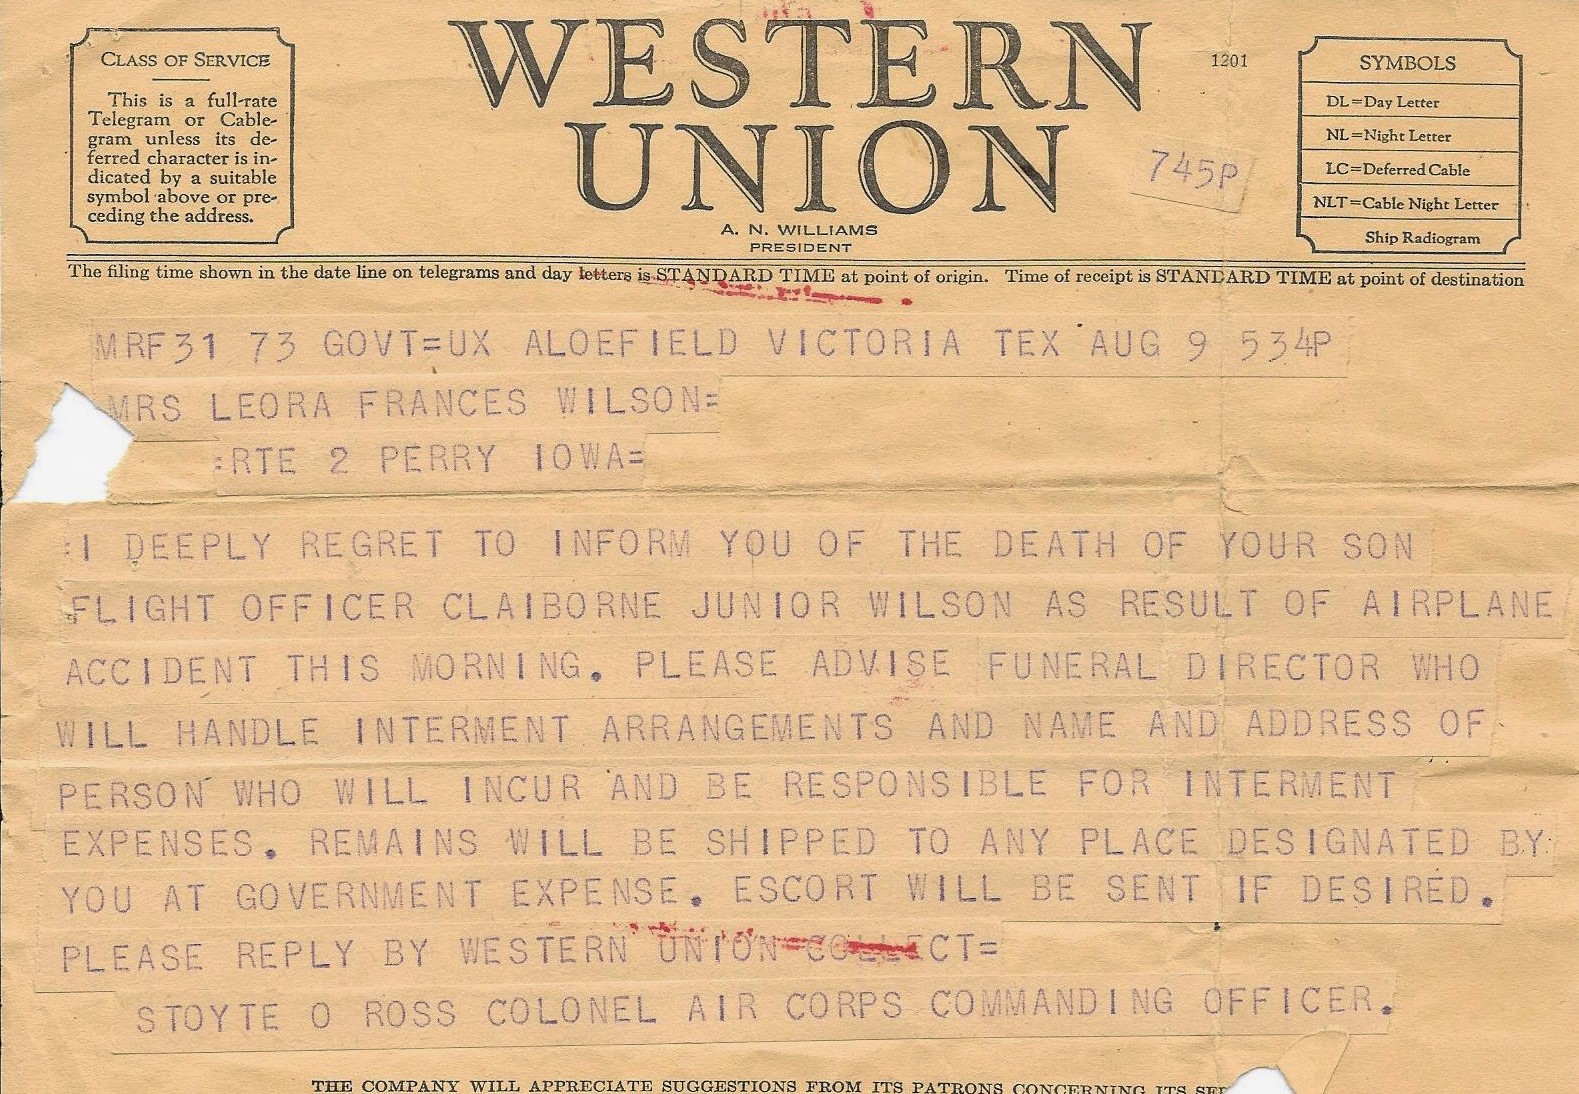 CLASS OF SERVICE
This is a full-rate
Telegram or Cable-
gram unless its de-
ferred character is in-
dicated by a suitable
symbol above or pre-
ceding the address.
WESTERN
UNION
A. N. WILLIAMS
PRESIDENT
1201
745P
SYMBOLS
DL=Day Letter
NL=Night Letter
LC=Deferred Cable
NLT=Cable Night Letter
Ship Radiogram
The filing time shown in the date line on telegrams and day letters is STANDARD TIME at point of origin. Time of receipt is STANDARD TIME at point of destination
MRF31 73 GOVT=UX ALOEFIELD VICTORIA TEX AUG 9 534P
MRS LEORA FRANCES WILSON=
:RTE 2 PERRY IOWA=
:I DEEPLY REGRET TO INFORM YOU OF THE DEATH OF YOUR SON
FLIGHT OFFICER CLAIBORNE JUNIOR WILSON AS RESULT OF AIRPLANE
ACCIDENT THIS MORNING. PLEASE ADVISE FUNERAL DIRECTOR WHO
WILL HANDLE INTERMENT ARRANGEMENTS AND NAME AND ADDRESS OF
PERSON WHO WILL INCUR AND BE RESPONSIBLE FOR INTERMENT
EXPENSES. REMAINS WILL BE SHIPPED TO ANY PLACE DESIGNATED BY
YOU AT GOVERNMENT EXPENSE. ESCORT WILL BE SENT IF DESIRED.
PLEASE REPLY BY WESTERN UNION COLLECT=
STOYTE O ROSS COLONEL AIR CORPS COMMANDING OFFICER.
THE COMPANY WILL APPRECIATE SUGGESTIONS FROM ITS PATRONS CONCERNING ITS